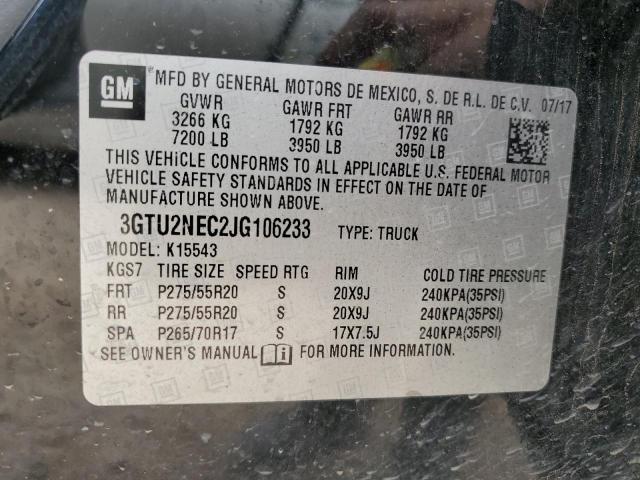 GM MFD BY GENERAL MOTORS DE MEXICO, S. DE R.L. DE C.V. 07/17
GVWR GAWR FRT GAWR RR
3266 KG 1792 KG 1792 KG
7200 LB 3950 LB 3950 LB
THIS VEHICLE CONFORMS TO ALL APPLICABLE U.S. FEDERAL MOTOR
VEHICLE SAFETY STANDARDS IN EFFECT ON THE DATE OF
MANUFACTURE SHOWN ABOVE.
3GTU2NEC2JG106233 TYPE: TRUCK
MODEL: K15543
KGS7 TIRE SIZE SPEED RTG RIM COLD TIRE PRESSURE
FRT P275/55R20 S 20X9J 240KPA(35PSI)
RR P275/55R20 S 20X9J 240KPA(35PSI)
SPA P265/70R17 S 17X7.5J 240KPA(35PSI)
SEE OWNER'S MANUAL i FOR MORE INFORMATION.